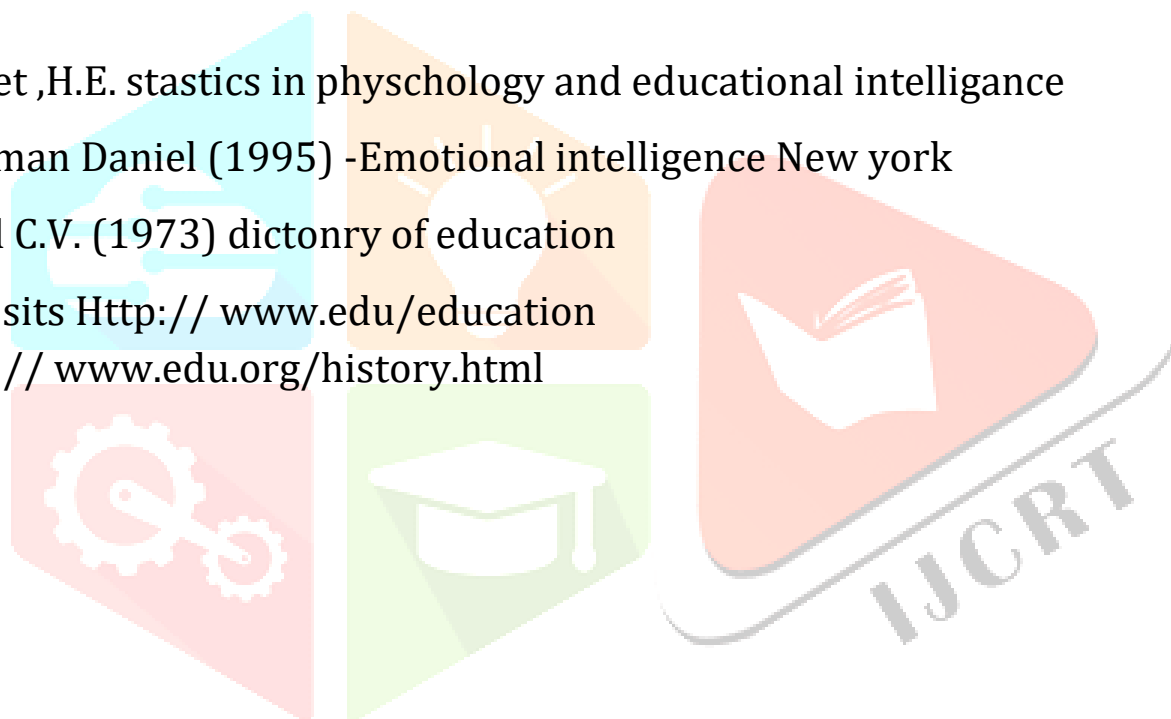 et ,H.E. stastics in physchology and educational intelligance
man Daniel (1995) -Emotional intelligence New york
C.V. (1973) dictonry of education
sits Http:// www.edu/education
// www.edu.org/history.html
IJCRT